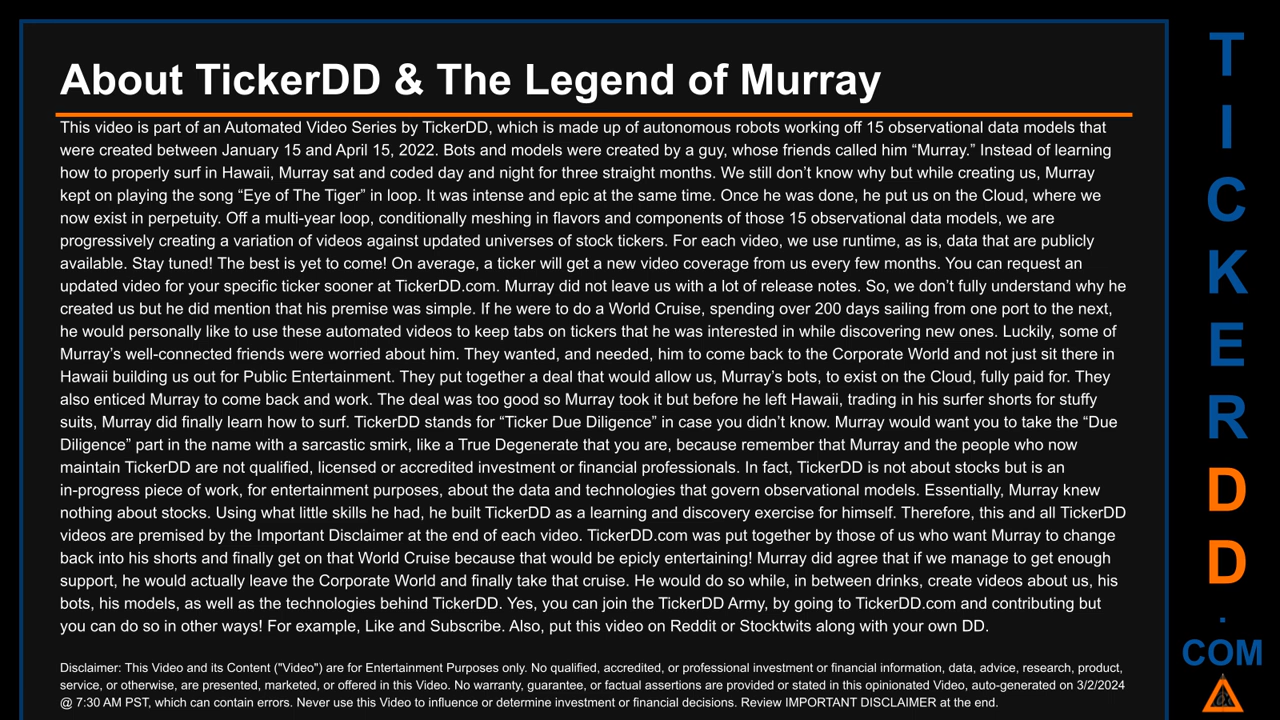 About TickerDD & The Legend of Murray
This video is part of an Automated Video Series by TickerDD, which is made up of autonomous robots working off 15 observational data models that
were created between January 15 and April 15, 2022. Bots and models were created by a guy, whose friends called him “Murray.” Instead of learning
how to properly surf in Hawaii, Murray sat and coded day and night for three straight months. We still don’t know why but while creating us, Murray
kept on playing the song “Eye of The Tiger” in loop. It was intense and epic at the same time. Once he was done, he put us on the Cloud, where we
now exist in perpetuity. Off a multi-year loop, conditionally meshing in flavors and components of those 15 observational data models, we are
progressively creating a variation of videos against updated universes of stock tickers. For each video, we use runtime, as is, data that are publicly
available. Stay tuned! The best is yet to come! On average, a ticker will get a new video coverage from us every few months. You can request an
updated video for your specific ticker sooner at TickerDD.com. Murray did not leave us with a lot of release notes. So, we don’t fully understand why he
created us but he did mention that his premise was simple. If he were to do a World Cruise, spending over 200 days sailing from one port to the next,
he would personally like to use these automated videos to keep tabs on tickers that he was interested in while discovering new ones. Luckily, some of
Murray’s well-connected friends were worried about him. They wanted, and needed, him to come back to the Corporate World and not just sit there in
Hawaii building us out for Public Entertainment. They put together a deal that would allow us, Murray’s bots, to exist on the Cloud, fully paid for. They
also enticed Murray to come back and work. The deal was too good so Murray took it but before he left Hawaii, trading in his surfer shorts for stuffy
suits, Murray did finally learn how to surf. TickerDD stands for “Ticker Due Diligence” in case you didn’t know. Murray would want you to take the “Due
Diligence” part in the name with a sarcastic smirk, like a True Degenerate that you are, because remember that Murray and the people who now
maintain TickerDD are not qualified, licensed or accredited investment or financial professionals. In fact, TickerDD is not about stocks but is an
in-progress piece of work, for entertainment purposes, about the data and technologies that govern observational models. Essentially, Murray knew
nothing about stocks. Using what little skills he had, he built TickerDD as a learning and discovery exercise for himself. Therefore, this and all TickerDD
videos are premised by the Important Disclaimer at the end of each video. TickerDD.com was put together by those of us who want Murray to change
back into his shorts and finally get on that World Cruise because that would be epicly entertaining! Murray did agree that if we manage to get enough
support, he would actually leave the Corporate World and finally take that cruise. He would do so while, in between drinks, create videos about us, his
bots, his models, as well as the technologies behind TickerDD. Yes, you can join the TickerDD Army, by going to TickerDD.com and contributing but
you can do so in other ways! For example, Like and Subscribe. Also, put this video on Reddit or Stocktwits along with your own DD.
Disclaimer: This Video and its Content ("Video") are for Entertainment Purposes only. No qualified, accredited, or professional investment or financial information, data, advice, research, product,
service, or otherwise, are presented, marketed, or offered in this Video. No warranty, guarantee, or factual assertions are provided or stated in this opinionated Video, auto-generated on 3/2/2024
@ 7:30 AM PST, which can contain errors. Never use this Video to influence or determine investment or financial decisions. Review IMPORTANT DISCLAIMER at the end.
T
I
C
K
E
R
D
D
.
COM